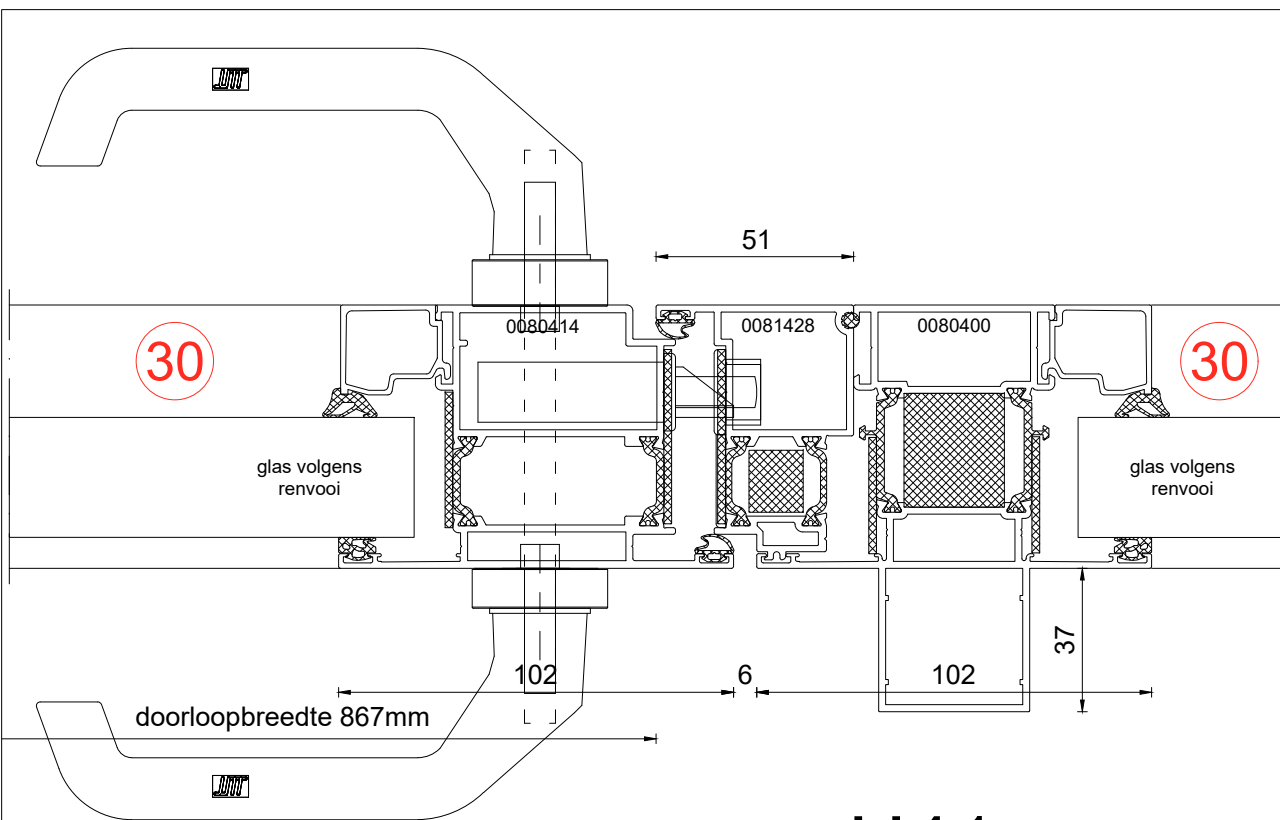 51
0080414
0081428
0080400
30
30
glas volgens
renvooi
glas volgens
renvooi
37
102
6
102
doorloopbreedte 867mm